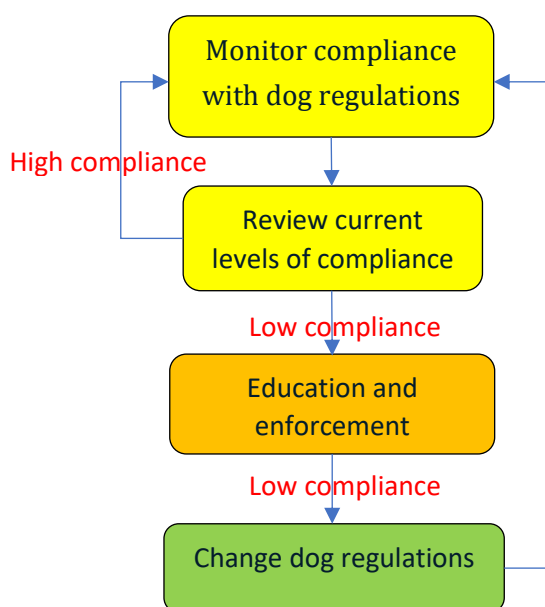 Monitor compliance
with dog regulations
High compliance
Review current
levels of compliance
Low compliance
Education and
enforcement
Low compliance
Change dog regulations